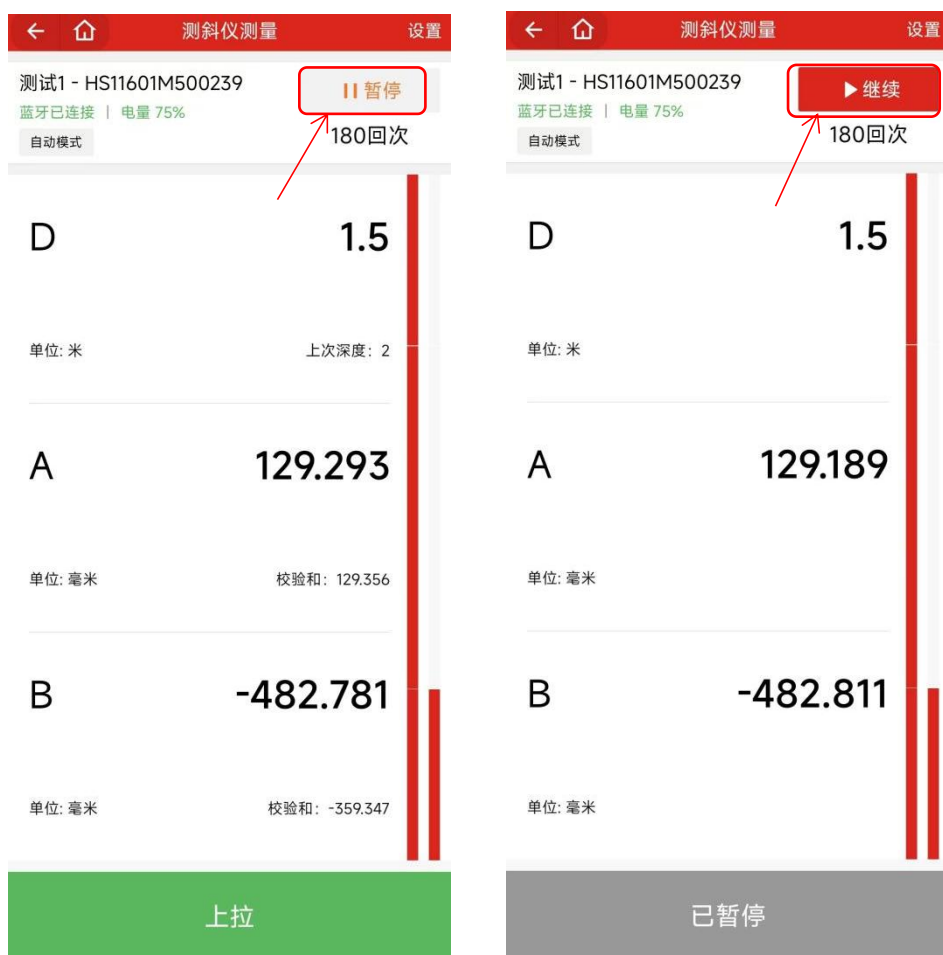 测斜仪测量 设置
测试1 - HS11601M500239
暂停
蓝牙已连接 | 电量 75%
自动模式
180回次
D 1.5
单位: 米 上次深度: 2
A 129.293
单位: 毫米 校验和: 129.356
B -482.781
单位: 毫米 校验和: -359.347
上拉
测斜仪测量 设置
测试1 - HS11601M500239
继续
蓝牙已连接 | 电量 75%
自动模式
180回次
D 1.5
单位: 米
A 129.189
单位: 毫米
B -482.811
单位: 毫米
已暂停